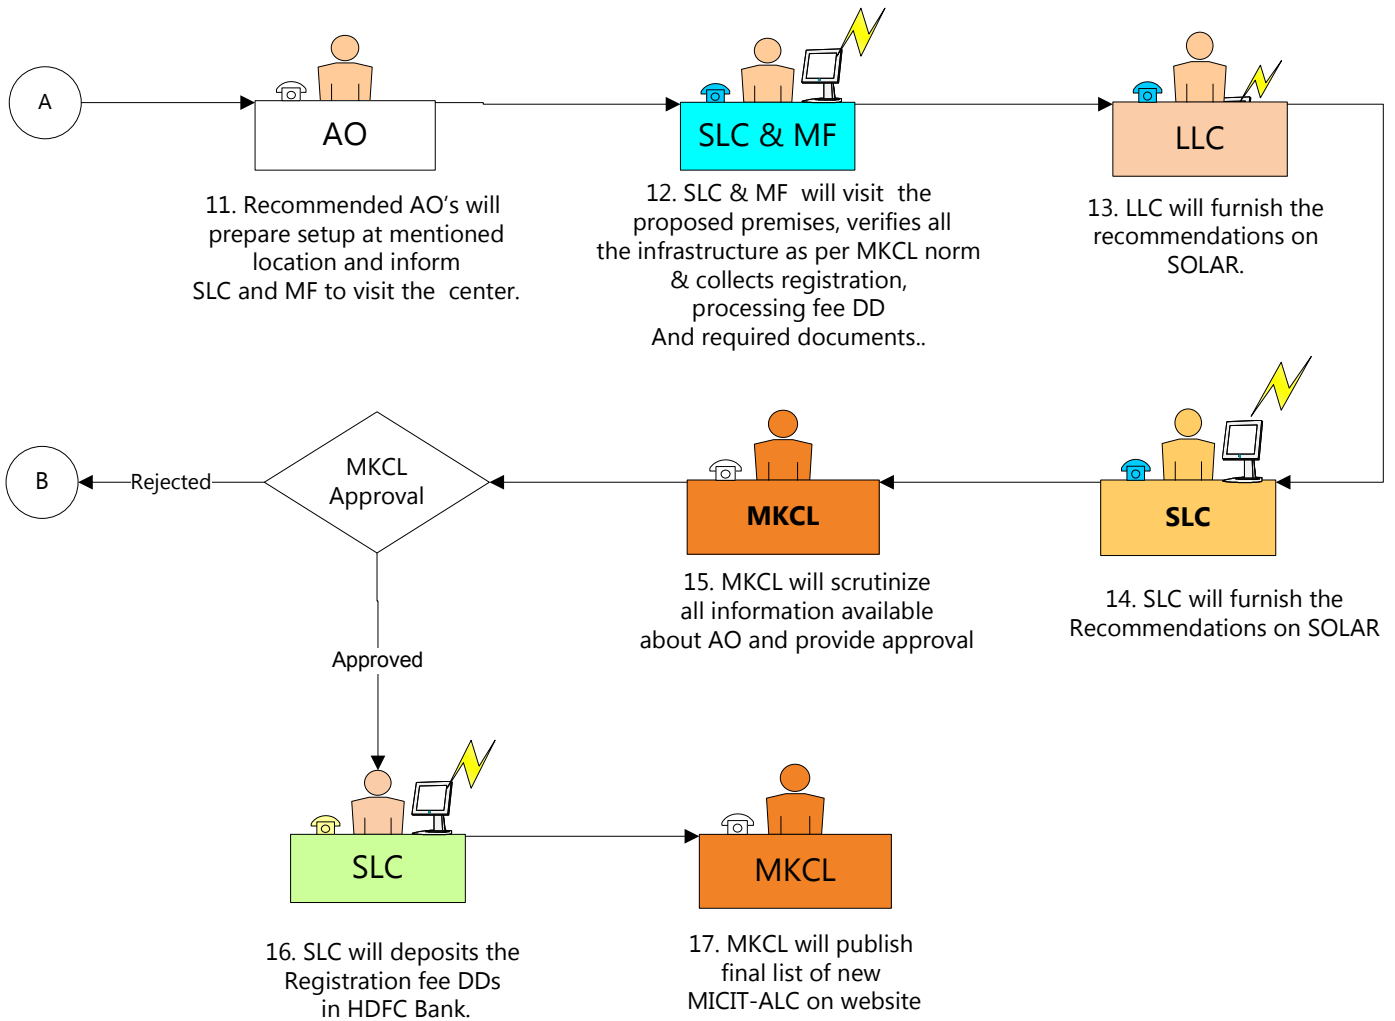 A
AO
11. Recommended AO's will
prepare setup at mentioned
location and inform
SLC and MF to visit the center.
SLC & MF
12. SLC & MF will visit the
proposed premises, verifies all
the infrastructure as per MKCL norm
& collects registration,
processing fee DD
And required documents..
LLC
13. LLC will furnish the
recommendations on
SOLAR.
SLC
14. SLC will furnish the
Recommendations on SOLAR
MKCL
15. MKCL will scrutinize
all information available
about AO and provide approval
MKCL
Approval
Rejected
B
Approved
SLC
16. SLC will deposits the
Registration fee DDs
in HDFC Bank.
MKCL
17. MKCL will publish
final list of new
MICIT-ALC on website